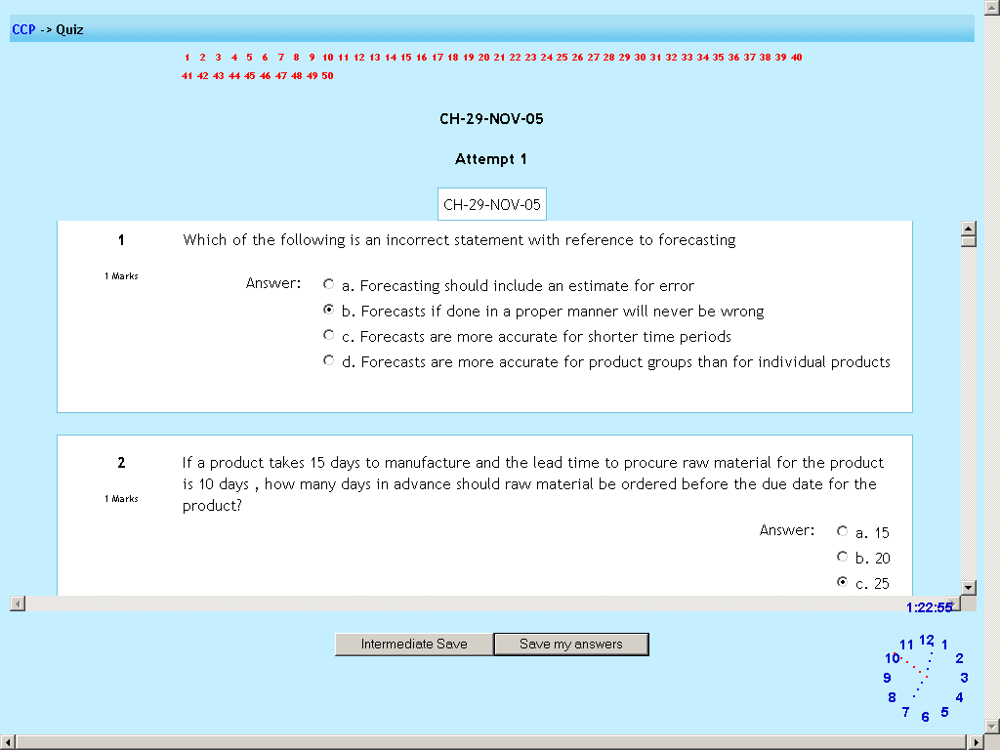 CCP -> Quiz
1 2 3 4 5 6 7 8 9 10 11 12 13 14 15 16 17 18 19 20 21 22 23 24 25 26 27 28 29 30 31 32 33 34 35 36 37 38 39 40
41 42 43 44 45 46 47 48 49 50
CH-29-NOV-05
Attempt 1
CH-29-NOV-05
1 Which of the following is an incorrect statement with reference to forecasting
1 Marks
Answer: a. Forecasting should include an estimate for error
b. Forecasts if done in a proper manner will never be wrong
c. Forecasts are more accurate for shorter time periods
d. Forecasts are more accurate for product groups than for individual products
2 If a product takes 15 days to manufacture and the lead time to procure raw material for the product
is 10 days , how many days in advance should raw material be ordered before the due date for the
1 Marks
product?
Answer: a. 15
b. 20
c. 25
1:22:55
Intermediate Save Save my answers
12 1 2 3 4 5 6 7 8 9 10 11